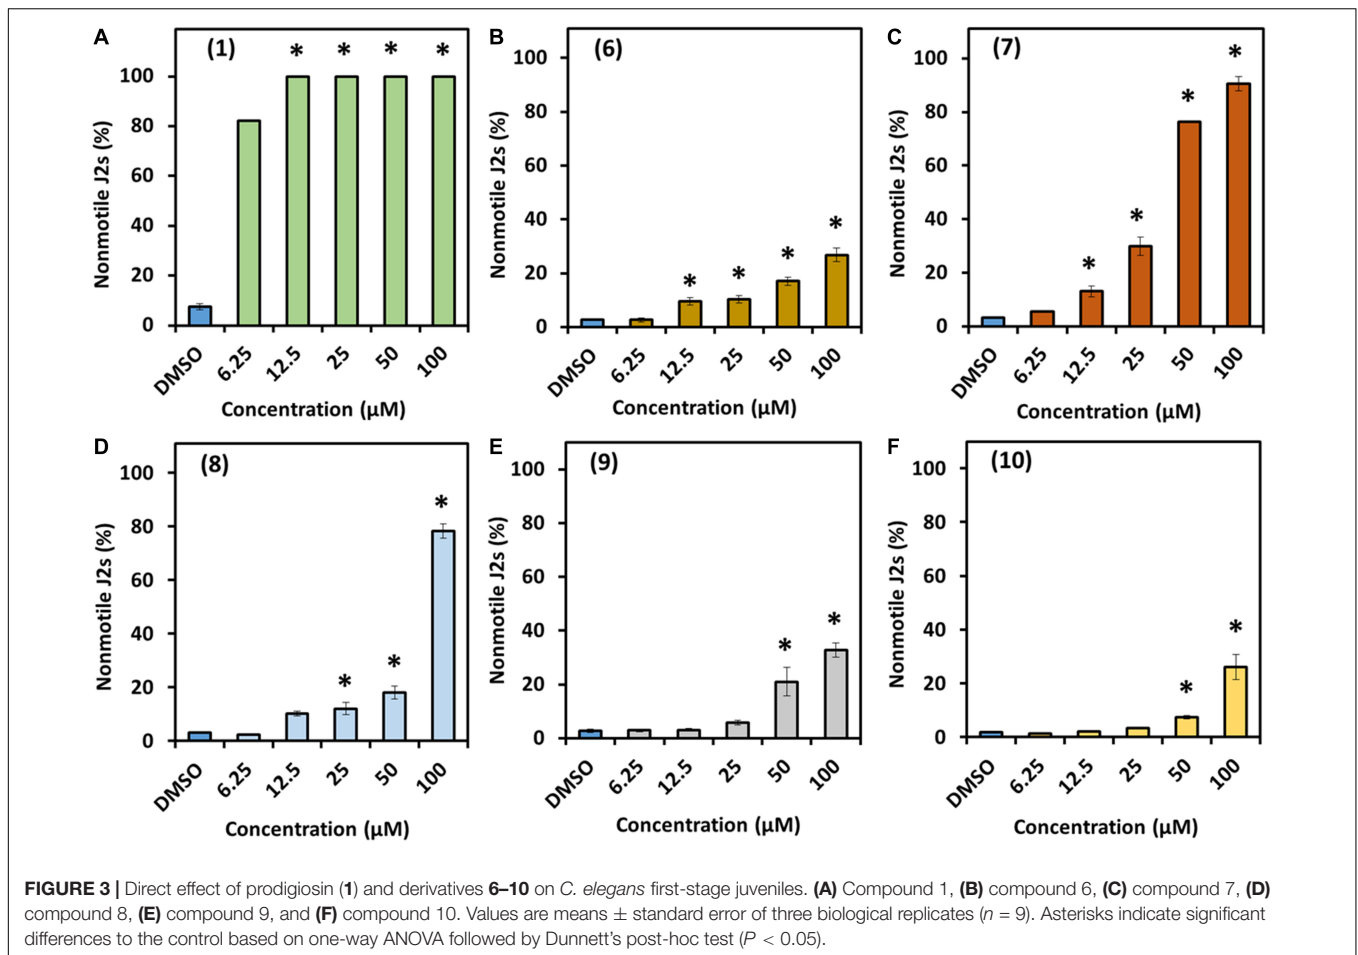 A
(1)
Nonmotile J2s (%)
100
80
60
40
20
0
* * * *
DMSO 6.25 12.5 25 50 100
Concentration (µM)
B
(6)
Nonmotile J2s (%)
100
80
60
40
20
0
* * * *
DMSO 6.25 12.5 25 50 100
Concentration (µM)
C
(7)
Nonmotile J2s (%)
100
80
60
40
20
0
* * * *
DMSO 6.25 12.5 25 50 100
Concentration (µM)
D
(8)
Nonmotile J2s (%)
100
80
60
40
20
0
* * *
DMSO 6.25 12.5 25 50 100
Concentration (µM)
E
(9)
Nonmotile J2s (%)
100
80
60
40
20
0
* *
DMSO 6.25 12.5 25 50 100
Concentration (µM)
F
(10)
Nonmotile J2s (%)
100
80
60
40
20
0
* *
DMSO 6.25 12.5 25 50 100
Concentration (µM)
FIGURE 3 | Direct effect of prodigiosin (1) and derivatives 6–10 on C. elegans first-stage juveniles. (A) Compound 1, (B) compound 6, (C) compound 7, (D)
compound 8, (E) compound 9, and (F) compound 10. Values are means ± standard error of three biological replicates (n = 9). Asterisks indicate significant
differences to the control based on one-way ANOVA followed by Dunnett's post-hoc test (P < 0.05).